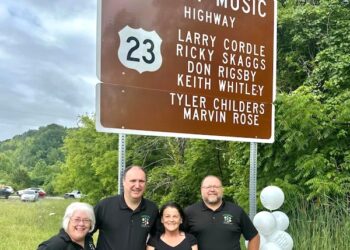 MUSIC
HIGHWAY
23
LARRY CORDLE
RICKY SKAGGS
DON RIGSBY
KEITH WHITLEY
TYLER CHILDERS
MARVIN ROSE